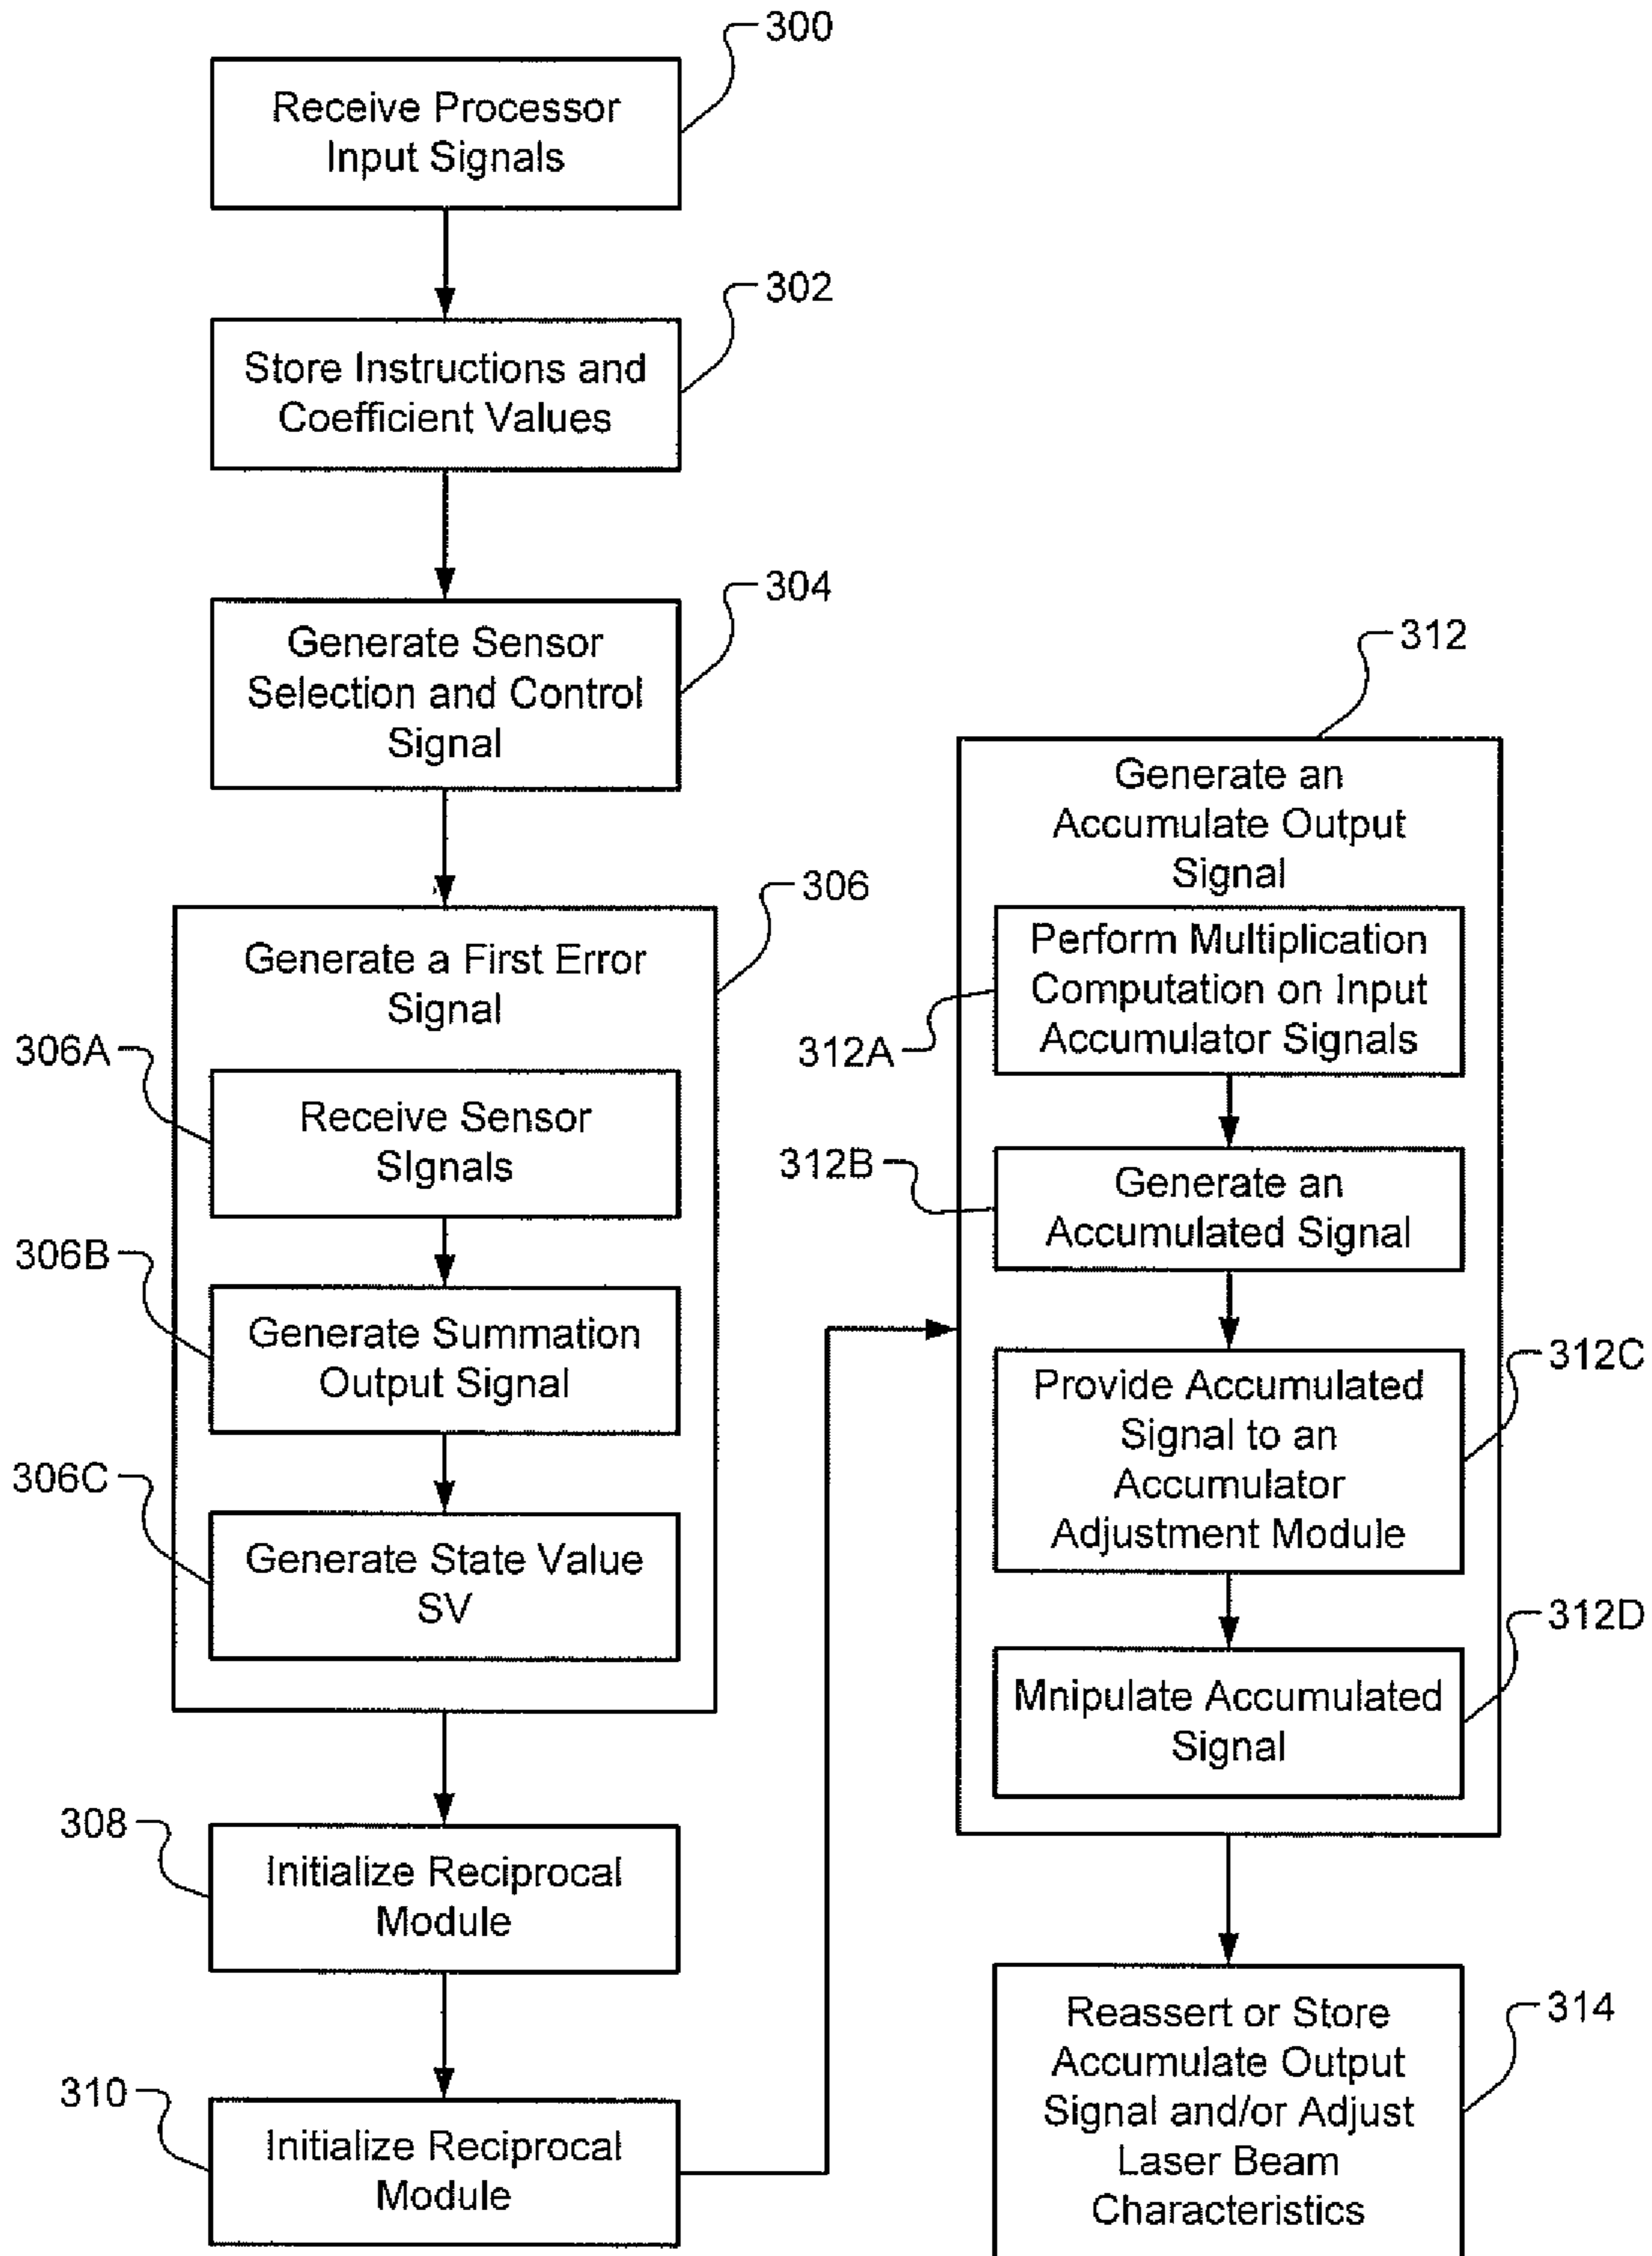 300
Receive Processor
Input Signals
302
Store Instructions and
Coefficient Values
304
Generate Sensor
Selection and Control
Signal
306
Generate a First Error
Signal
306A
Receive Sensor
SIgnals
306B
Generate Summation
Output Signal
306C
Generate State Value
SV
308
Initialize Reciprocal
Module
310
Initialize Reciprocal
Module
312
Generate an
Accumulate Output
Signal
Perform Multiplication
Computation on Input
Accumulator Signals
312A
312B
Generate an
Accumulated Signal
312C
Provide Accumulated
Signal to an
Accumulator
Adjustment Module
312D
Mnipulate Accumulated
Signal
314
Reassert or Store
Accumulate Output
Signal and/or Adjust
Laser Beam
Characteristics